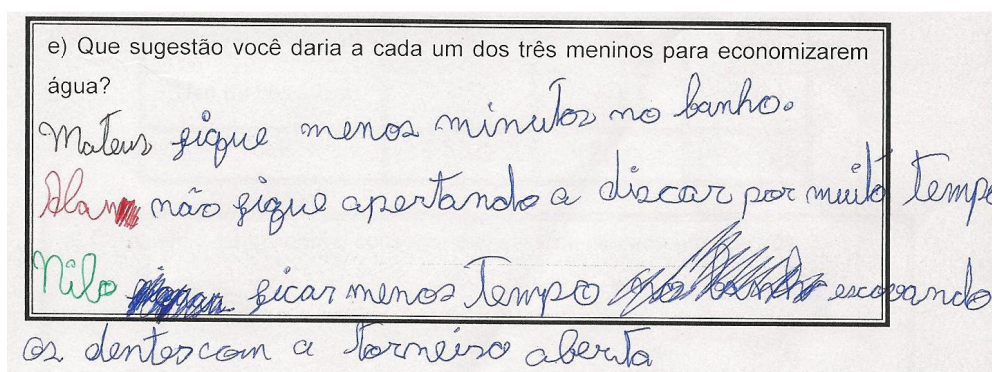 e) Que sugestão você daria a cada um dos três meninos para economizarem
água?
Mateus fique menos minutos no banho.
Alan não fique apertando a discar por muito tempo
Nilo ficar menos Tempo escovando
os dentes com a torneira aberta